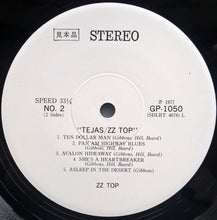 見本品 STEREO
SPEED 33⅓
NO. 2
(2 Sides)
℗ 1977
GP-1050
(SDLBT 4679) L
"TEJAS/ZZ TOP"
1. TEN DOLLAR MAN (Gibbons, Hill, Beard)
2. PAN AM HIGHWAY BLUES
(Gibbons, Hill, Beard)
3. AVALON HIDEAWAY (Gibbons, Hill, Beard)
4. SHE'S A HEARTBREAKER
(Gibbons, Hill, Beard)
5. ASLEEP IN THE DESERT (Gibbons)
ZZ TOP